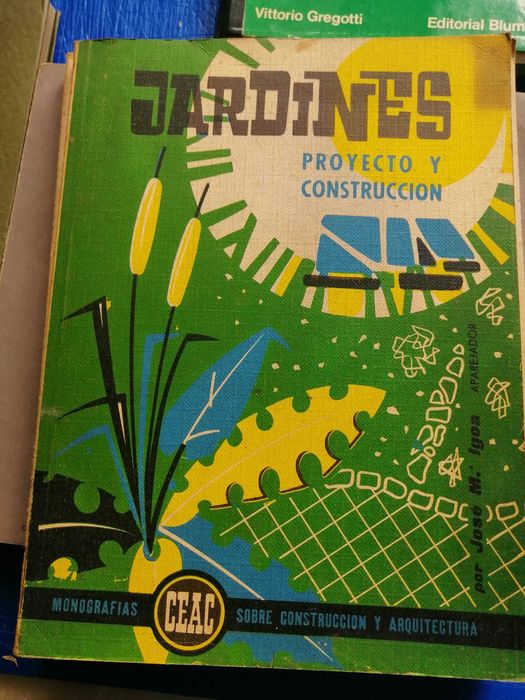 Vittorio Gregotti
Editorial Blum
JARDINES
PROYECTO Y
CONSTRUCCION
por José M.ª Igoa APAREJADOR
MONOGRAFIAS CEAC SOBRE CONSTRUCCION Y ARQUITECTURA